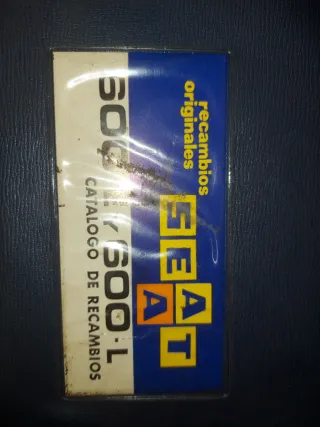 recambios
originales
SEAT
A
600
Y 600-L
CATALOGO DE RECAMBIOS